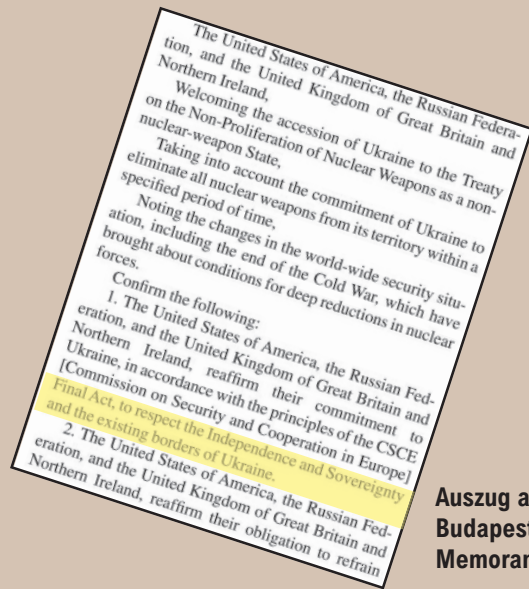 The United States of America, the Russian Federa-
tion, and the United Kingdom of Great Britain and
Northern Ireland,
Welcoming the accession of Ukraine to the Treaty
on the Non-Proliferation of Nuclear Weapons as a non-
nuclear-weapon State,
Taking into account the commitment of Ukraine to
eliminate all nuclear weapons from its territory within a
specified period of time,
Noting the changes in the world-wide security situ-
ation, including the end of the Cold War, which have
brought about conditions for deep reductions in nuclear
forces.
Confirm the following:
1. The United States of America, the Russian Fed-
eration, and the United Kingdom of Great Britain and
Northern Ireland, reaffirm their commitment to
Ukraine, in accordance with the principles of the CSCE
[Commission on Security and Cooperation in Europe]
Final Act, to respect the Independence and Sovereignty
and the existing borders of Ukraine.
2. The United States of America, the Russian Fed-
eration, and the United Kingdom of Great Britain and
Northern Ireland, reaffirm their obligation to refrain
Auszug a
Budapest
Memoran